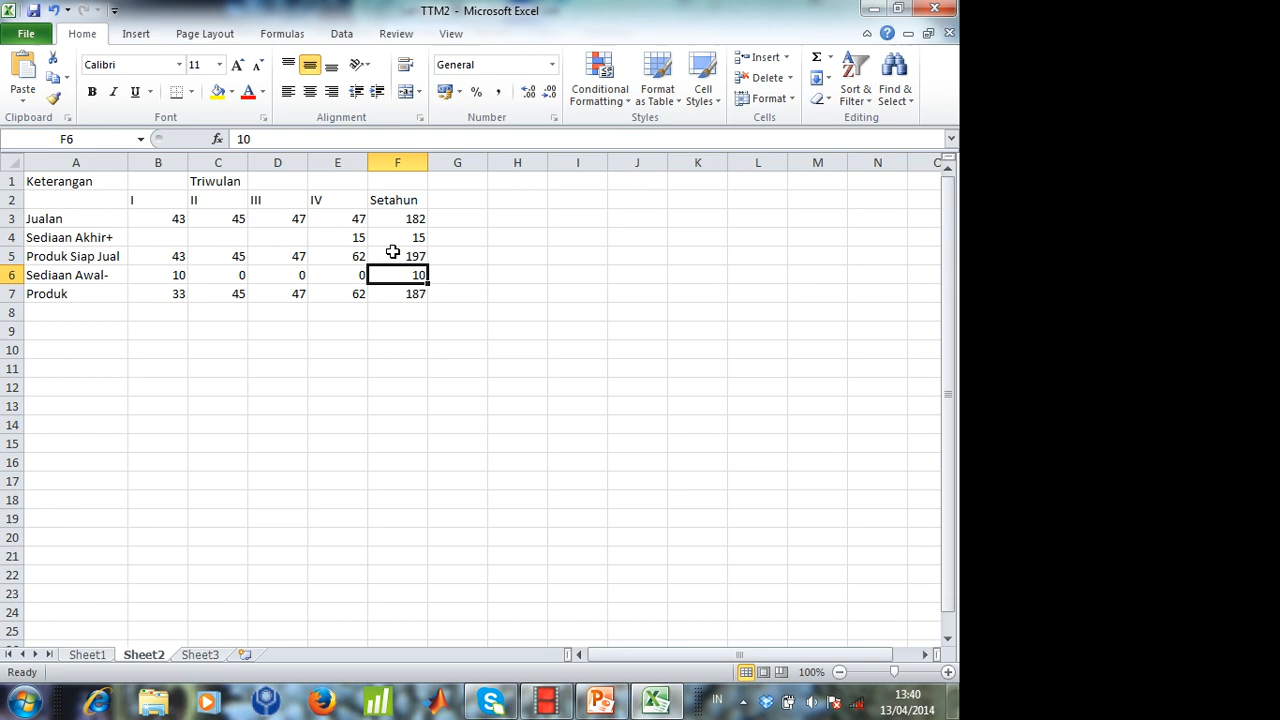 TTM2 - Microsoft Excel
File Home Insert Page Layout Formulas Data Review View
Calibri 11 General Insert
Paste B I U % , Conditional Formatting Format as Table Cell Styles Delete Format Sort & Filter Find & Select
Clipboard Font Alignment Number Styles Cells Editing
F6 fx 10
A B C D E F G H I J K L M N C
1 Keterangan Triwulan
2 I II III IV Setahun
3 Jualan 43 45 47 47 182
4 Sediaan Akhir+ 15 15
5 Produk Siap Jual 43 45 47 62 197
6 Sediaan Awal- 10 0 0 0 10
7 Produk 33 45 47 62 187
8
9
10
11
12
13
14
15
16
17
18
19
20
21
22
23
24
25
Sheet1 Sheet2 Sheet3
Ready 100%
IN 13:40
13/04/2014